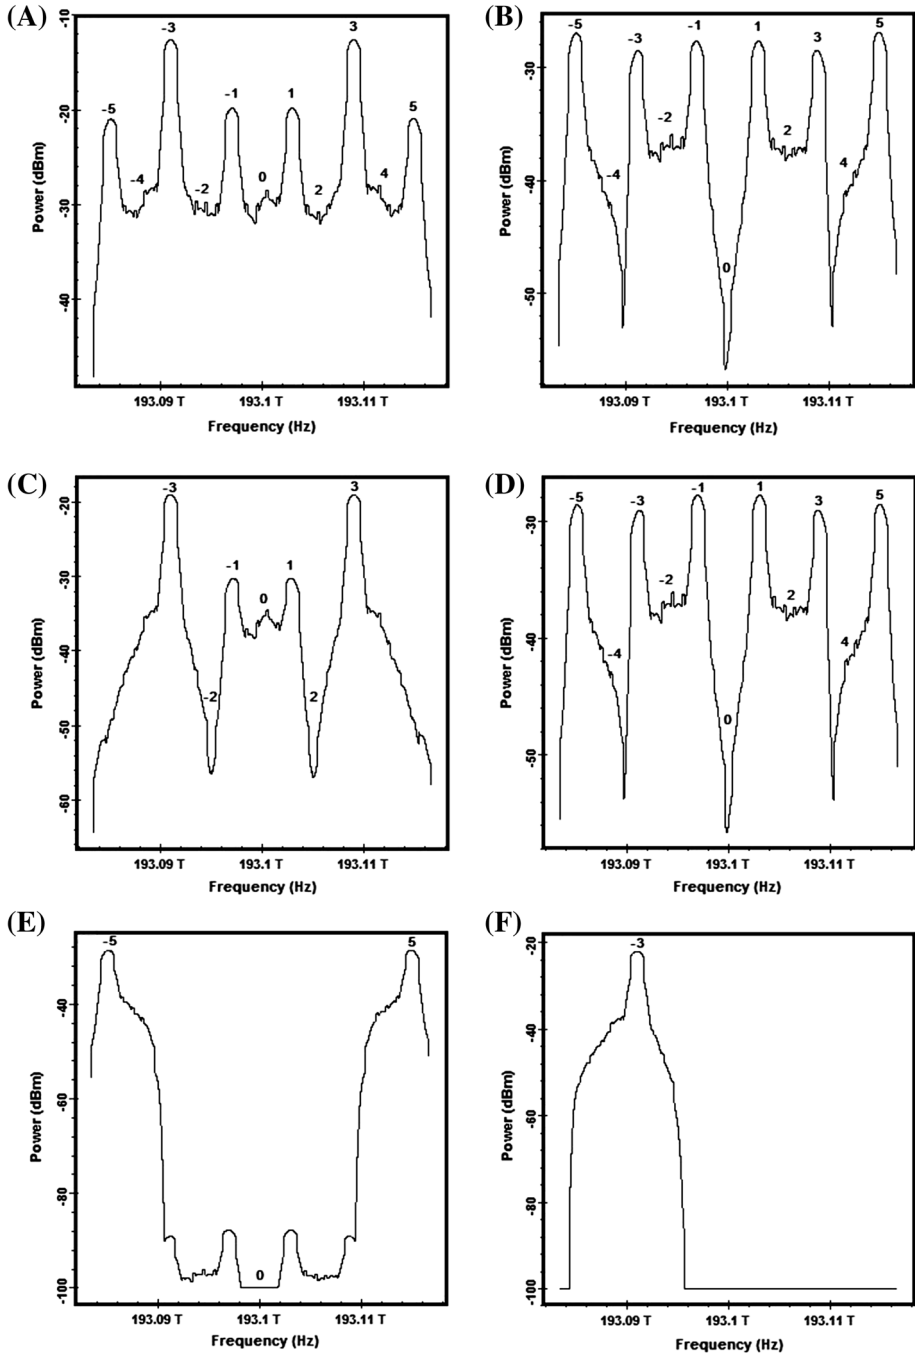 (A)
-10
-20
-30
-40
Power (dBm)
-5
-3
-1
1
3
5
-4
-2
0
2
4
193.09 T
193.1 T
193.11 T
Frequency (Hz)
(B)
-30
-40
-50
Power (dBm)
-5
-3
-1
1
3
5
-4
-2
2
4
0
193.09 T
193.1 T
193.11 T
Frequency (Hz)
(C)
-20
-30
-40
-50
-60
Power (dBm)
-3
3
-1
0
1
-2
2
193.09 T
193.1 T
193.11 T
Frequency (Hz)
(D)
-30
-40
-50
Power (dBm)
-5
-3
-1
1
3
5
-2
2
-4
4
0
193.09 T
193.1 T
193.11 T
Frequency (Hz)
(E)
-40
-60
-80
-100
Power (dBm)
-5
5
0
193.09 T
193.1 T
193.11 T
Frequency (Hz)
(F)
-20
-40
-60
-80
-100
Power (dBm)
-3
193.09 T
193.1 T
193.11 T
Frequency (Hz)